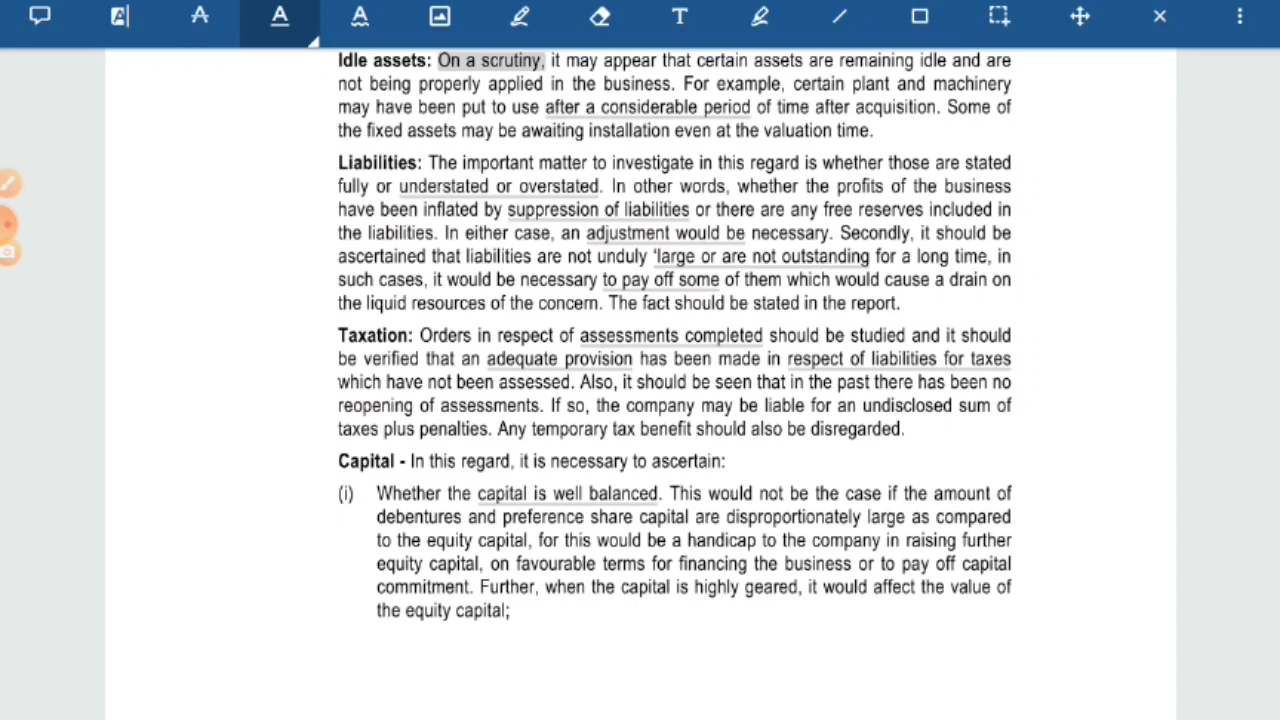 Idle assets: On a scrutiny, it may appear that certain assets are remaining idle and are
not being properly applied in the business. For example, certain plant and machinery
may have been put to use after a considerable period of time after acquisition. Some of
the fixed assets may be awaiting installation even at the valuation time.
Liabilities: The important matter to investigate in this regard is whether those are stated
fully or understated or overstated. In other words, whether the profits of the business
have been inflated by suppression of liabilities or there are any free reserves included in
the liabilities. In either case, an adjustment would be necessary. Secondly, it should be
ascertained that liabilities are not unduly ‘large or are not outstanding for a long time, in
such cases, it would be necessary to pay off some of them which would cause a drain on
the liquid resources of the concern. The fact should be stated in the report.
Taxation: Orders in respect of assessments completed should be studied and it should
be verified that an adequate provision has been made in respect of liabilities for taxes
which have not been assessed. Also, it should be seen that in the past there has been no
reopening of assessments. If so, the company may be liable for an undisclosed sum of
taxes plus penalties. Any temporary tax benefit should also be disregarded.
Capital - In this regard, it is necessary to ascertain:
(i) Whether the capital is well balanced. This would not be the case if the amount of
debentures and preference share capital are disproportionately large as compared
to the equity capital, for this would be a handicap to the company in raising further
equity capital, on favourable terms for financing the business or to pay off capital
commitment. Further, when the capital is highly geared, it would affect the value of
the equity capital;